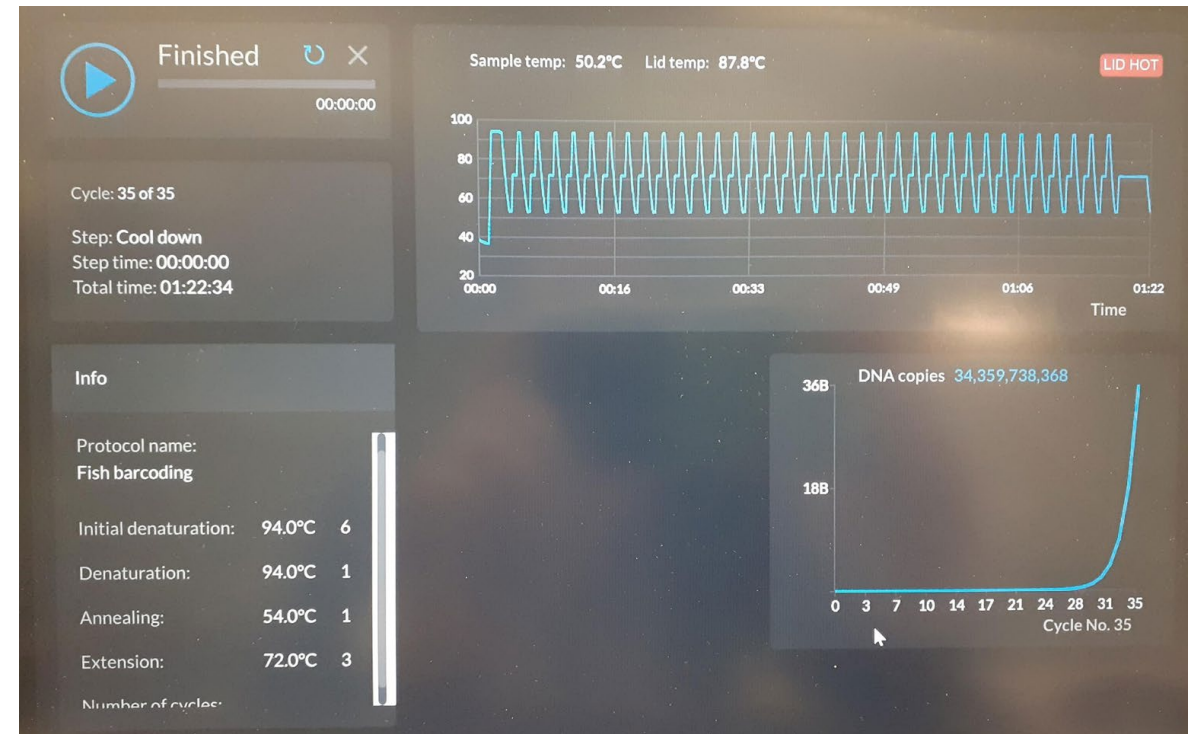 Finished
00:00:00
Cycle: 35 of 35
Step: Cool down
Step time: 00:00:00
Total time: 01:22:34
Info
Protocol name:
Fish barcoding
Initial denaturation: 94.0°C 6
Denaturation: 94.0°C 1
Annealing: 54.0°C 1
Extension: 72.0°C 3
Number of cycles:
Sample temp: 50.2°C Lid temp: 87.8°C
LID HOT
100
80
60
40
20
00:00 00:16 00:33 00:49 01:06 01:22
Time
DNA copies 34,359,738,368
36B
18B
0 3 7 10 14 17 21 24 28 31 35
Cycle No. 35